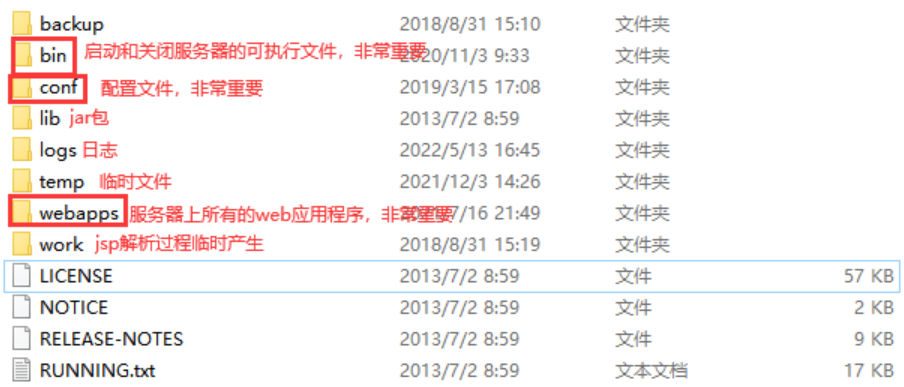 backup 2018/8/31 15:10 文件夹
bin 启动和关闭服务器的可执行文件，非常重要 2020/11/3 9:33 文件夹
conf 配置文件，非常重要 2019/3/15 17:08 文件夹
lib jar包 2013/7/2 8:59 文件夹
logs 日志 2022/5/13 16:45 文件夹
temp 临时文件 2021/12/3 14:26 文件夹
webapps 服务器上所有的web应用程序，非常重要 7/16 21:49 文件夹
work jsp解析过程临时产生 2018/8/31 15:19 文件夹
LICENSE 2013/7/2 8:59 文件 57 KB
NOTICE 2013/7/2 8:59 文件 2 KB
RELEASE-NOTES 2013/7/2 8:59 文件 9 KB
RUNNING.txt 2013/7/2 8:59 文本文档 17 KB